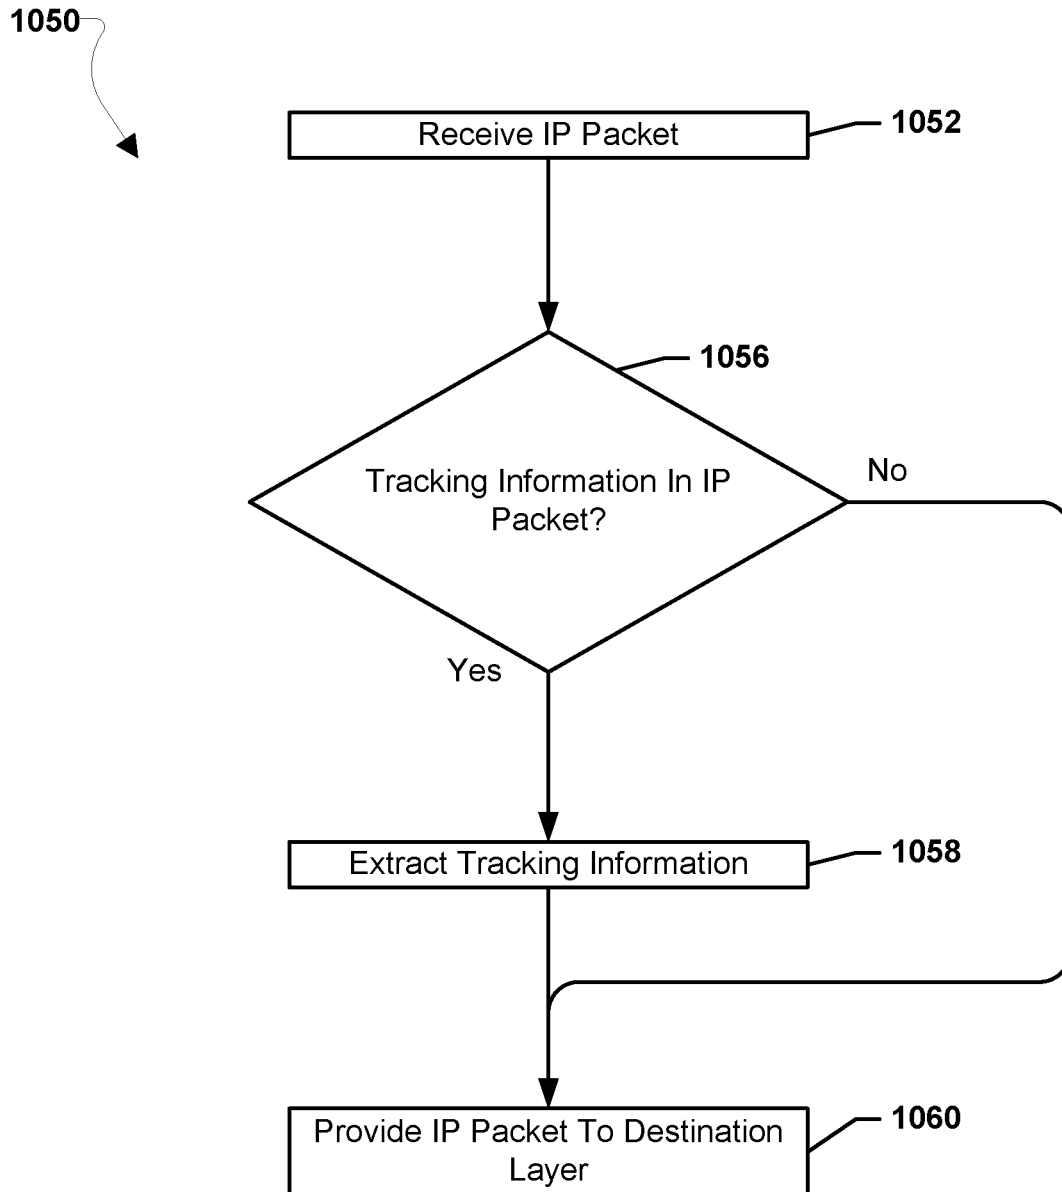 1050
Receive IP Packet
1052
1056
Tracking Information In IP
Packet?
No
Yes
Extract Tracking Information
1058
Provide IP Packet To Destination
Layer
1060